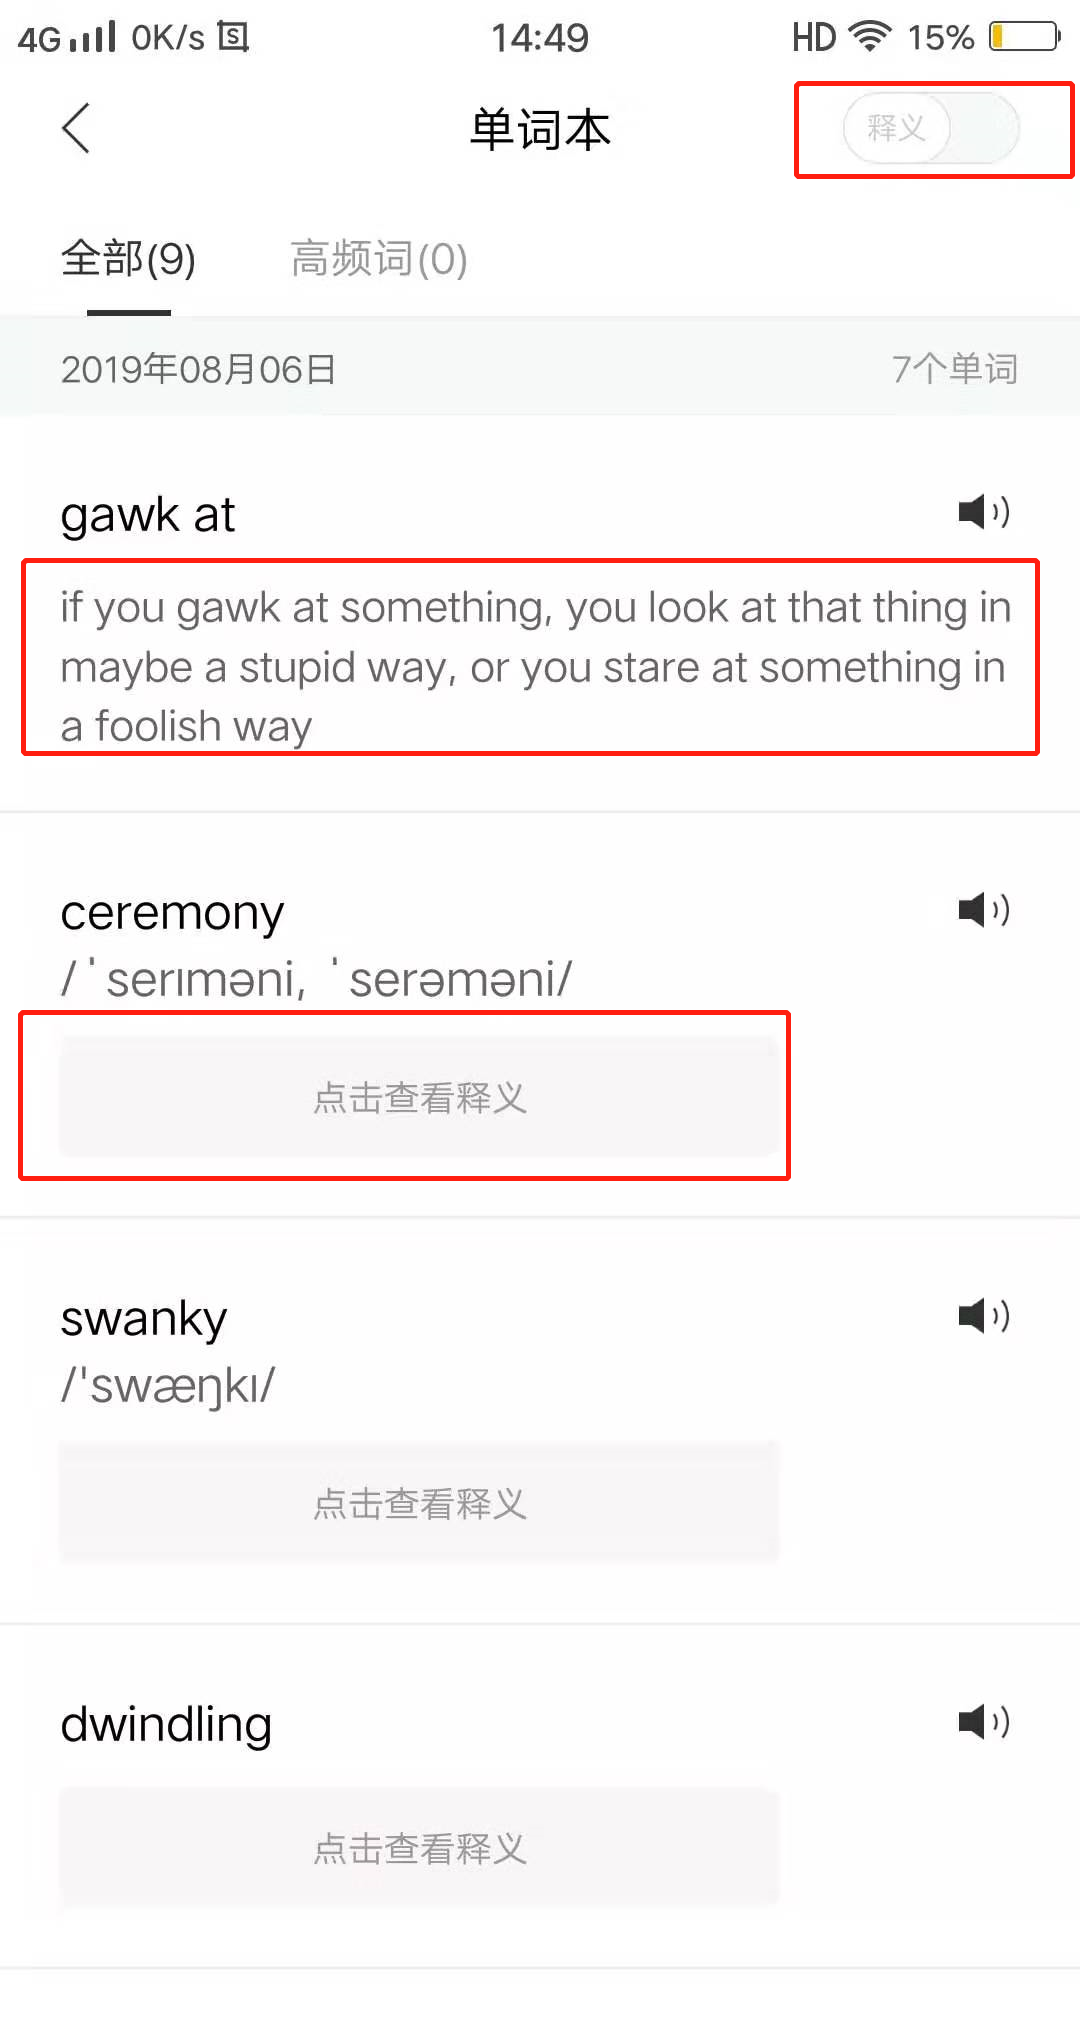 4G 0K/s 14:49 HD 15%
单词本 释义
全部(9) 高频词(0)
2019年08月06日 7个单词
gawk at
if you gawk at something, you look at that thing in
maybe a stupid way, or you stare at something in
a foolish way
ceremony
/ˈserɪməni, ˈserəməni/
点击查看释义
swanky
/'swæŋkɪ/
点击查看释义
dwindling
点击查看释义